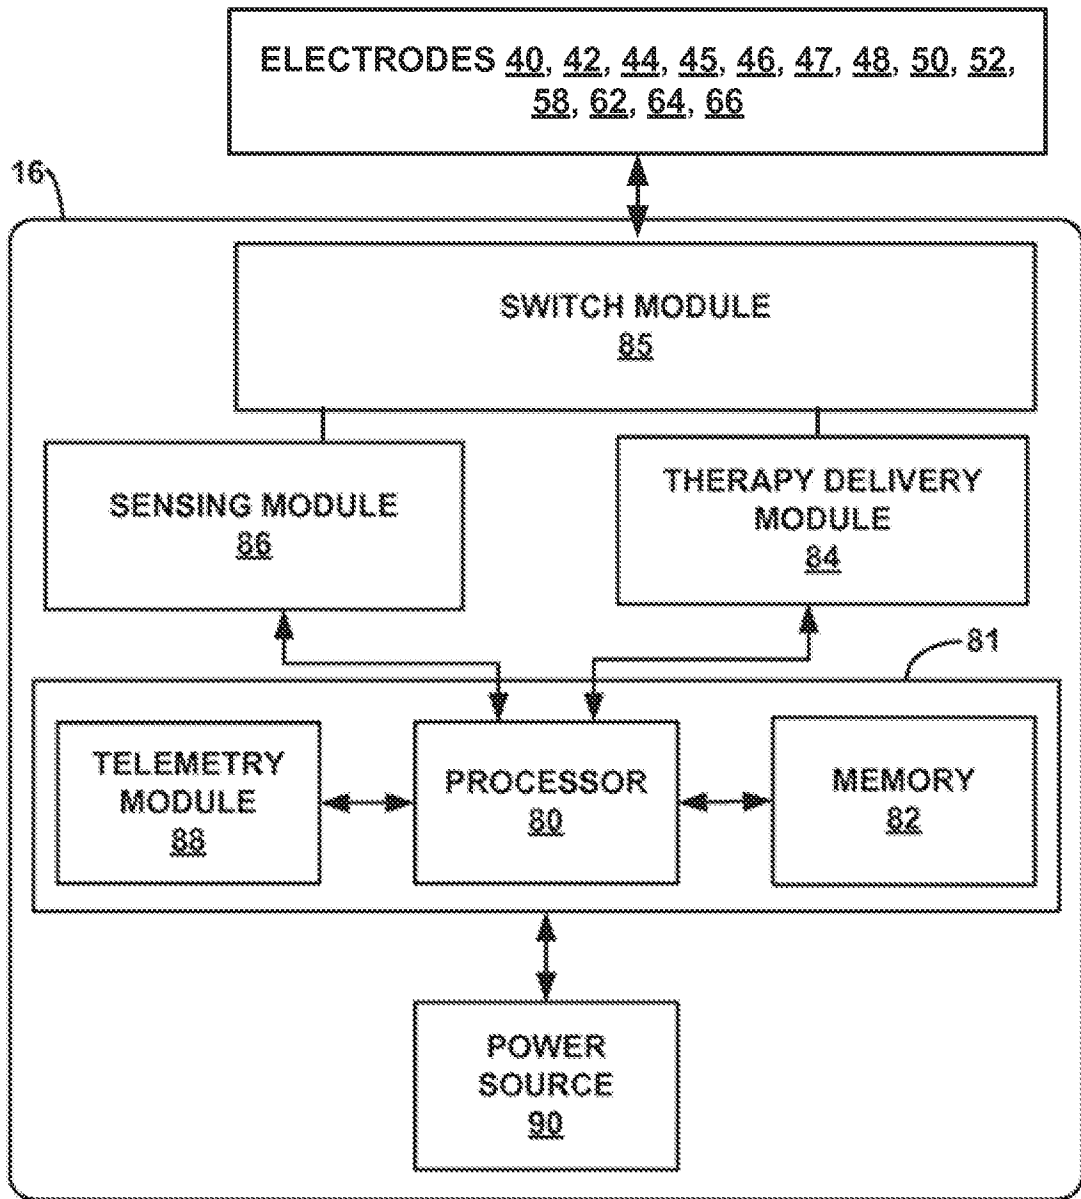 ELECTRODES 40, 42, 44, 45, 46, 47, 48, 50, 52,
58, 62, 64, 66
16
SWITCH MODULE
85
SENSING MODULE
86
THERAPY DELIVERY
MODULE
84
81
TELEMETRY
MODULE
88
PROCESSOR
80
MEMORY
82
POWER
SOURCE
90